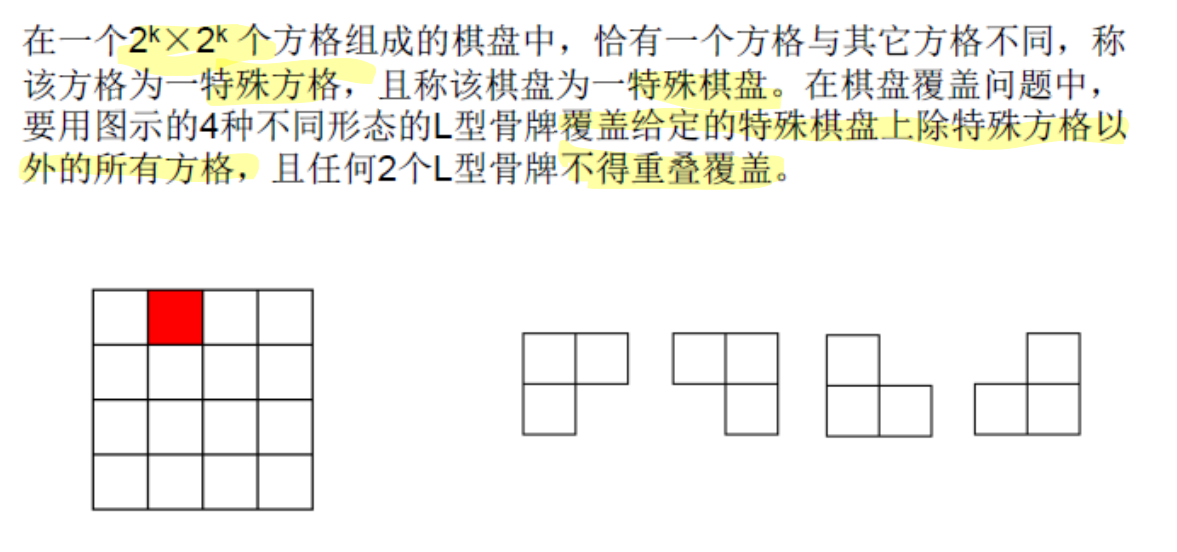 在一个2ᵏ×2ᵏ 个方格组成的棋盘中，恰有一个方格与其它方格不同，称
该方格为一特殊方格，且称该棋盘为一特殊棋盘。在棋盘覆盖问题中，
要用图示的4种不同形态的L型骨牌覆盖给定的特殊棋盘上除特殊方格以
外的所有方格，且任何2个L型骨牌不得重叠覆盖。